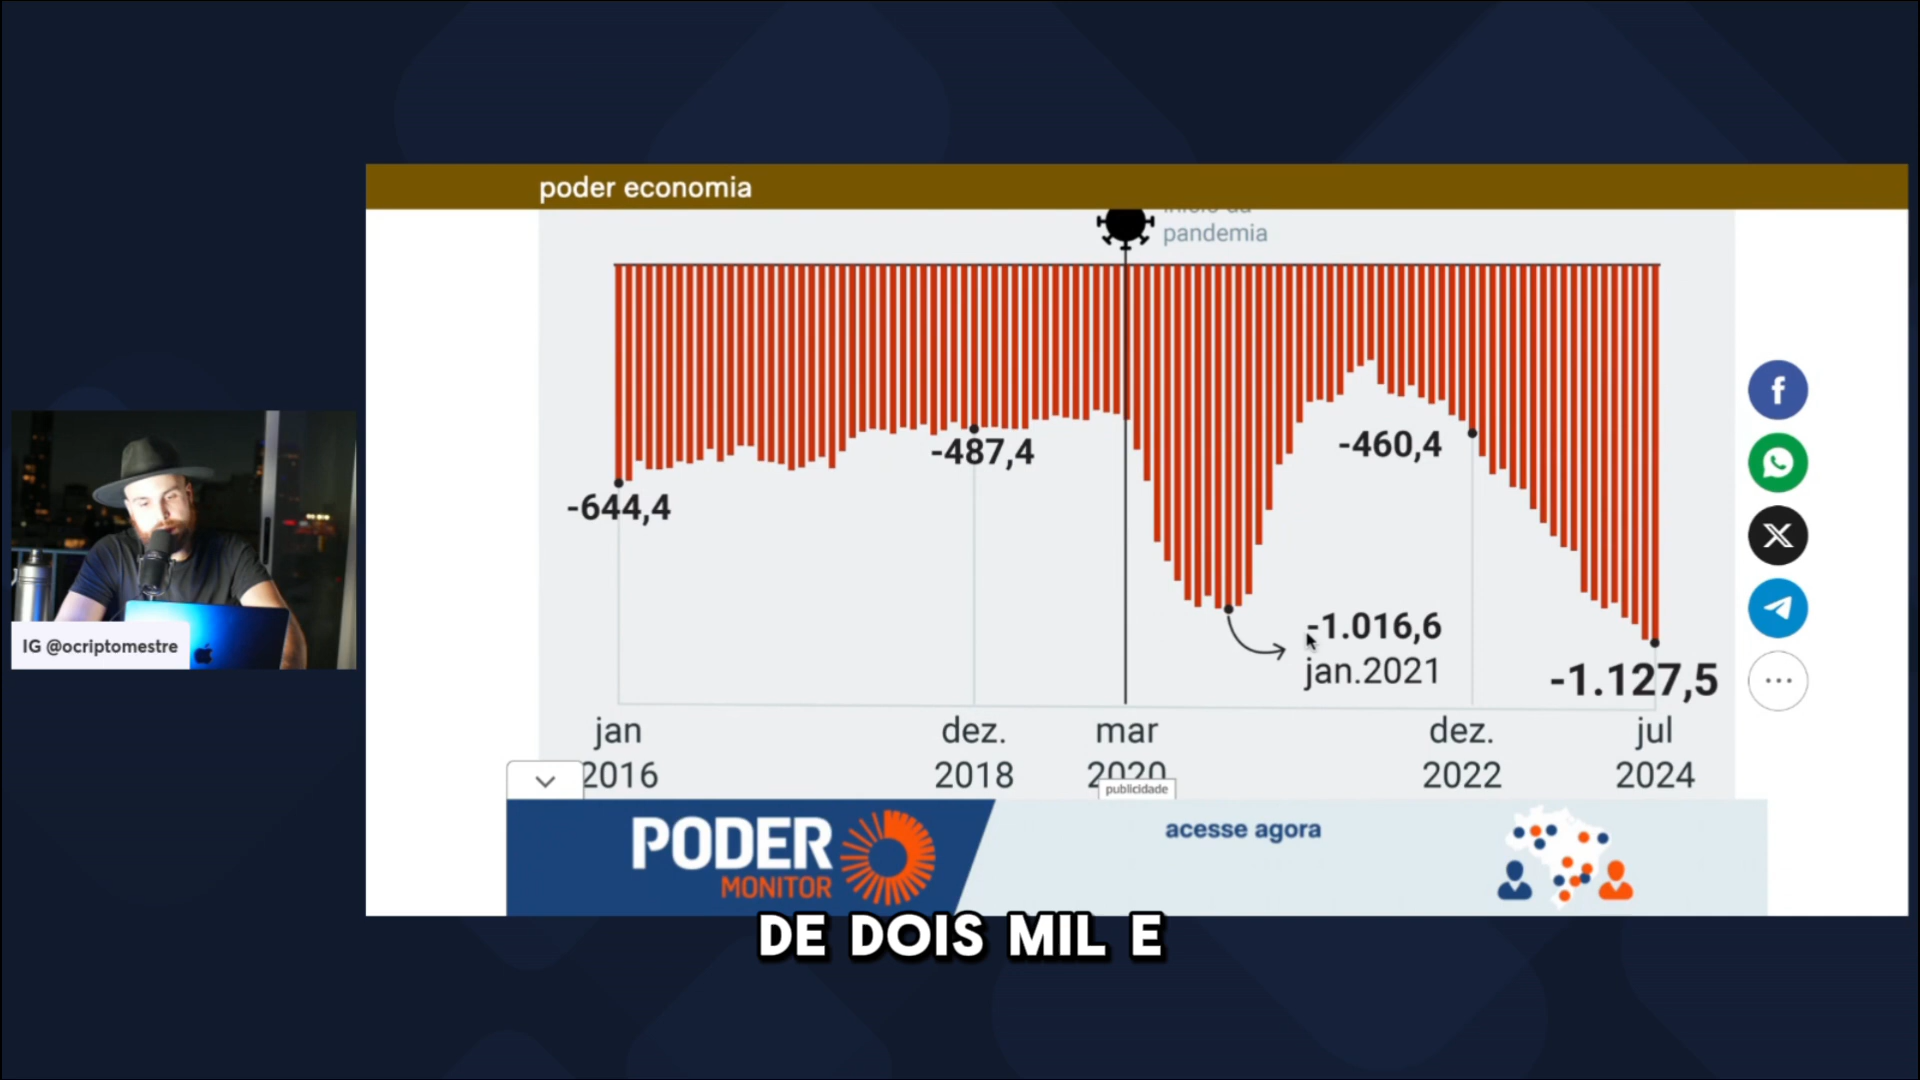 poder economia
pandemia
-644,4
-487,4
-460,4
-1.016,6
jan.2021
-1.127,5
jan
2016
dez.
2018
mar
2020
dez.
2022
jul
2024
publicidade
PODER
MONITOR
acesse agora
IG @ocriptomestre
DE DOIS MIL E